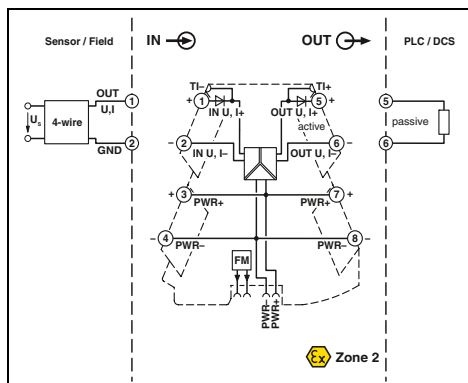 Sensor / Field
IN
OUT
PLC / DCS
TI–
TI+
OUT
1
+
1
5
+
5
U,I
IN U, I+
OUT U, I+
Us
4-wire
active
passive
2
–
2
6
–
6
GND
IN U, I–
OUT U, I–
+
3
PWR+
7
+
PWR+
–
4
PWR–
8
–
PWR–
FM
PWR–
PWR+
Ex
Zone 2